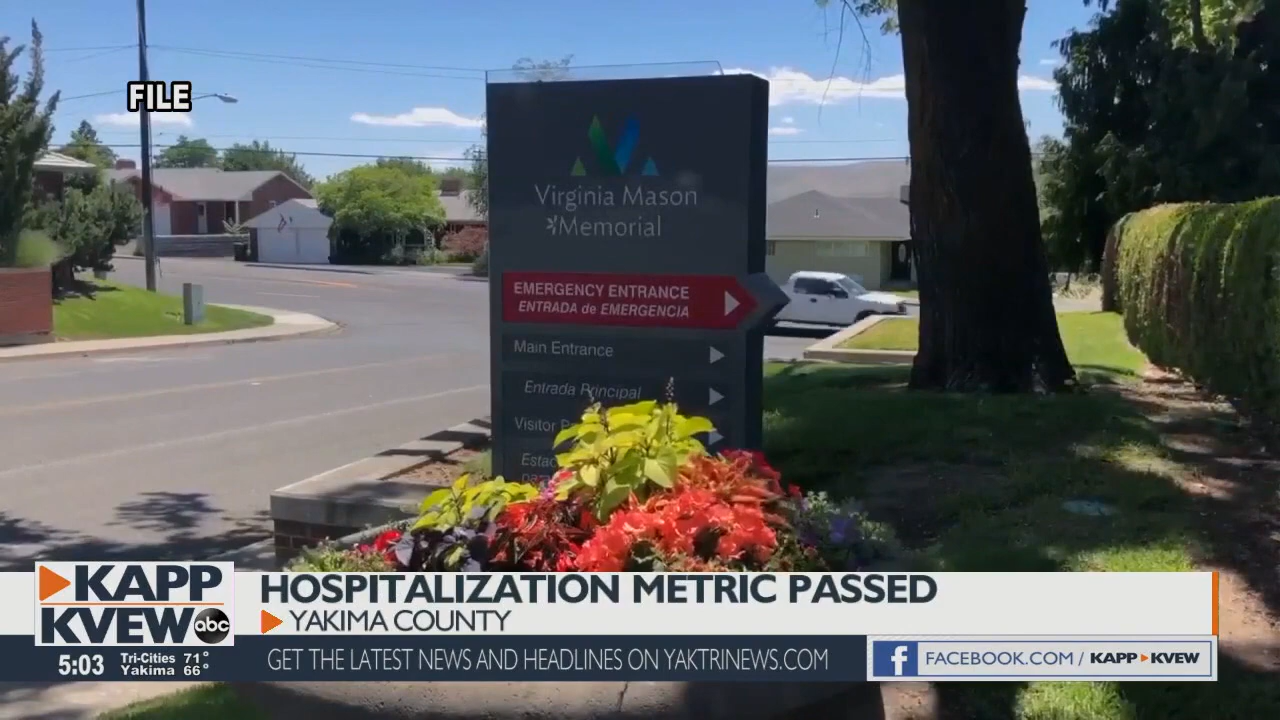 FILE
Virginia Mason
Memorial
EMERGENCY ENTRANCE
ENTRADA de EMERGENCIA
Main Entrance
Entrada Principal
Visitor
KAPP
KVEW abc
HOSPITALIZATION METRIC PASSED
YAKIMA COUNTY
5:03
Tri-Cities 71°
Yakima 66°
GET THE LATEST NEWS AND HEADLINES ON YAKTRINEWS.COM
f FACEBOOK.COM / KAPP KVEW